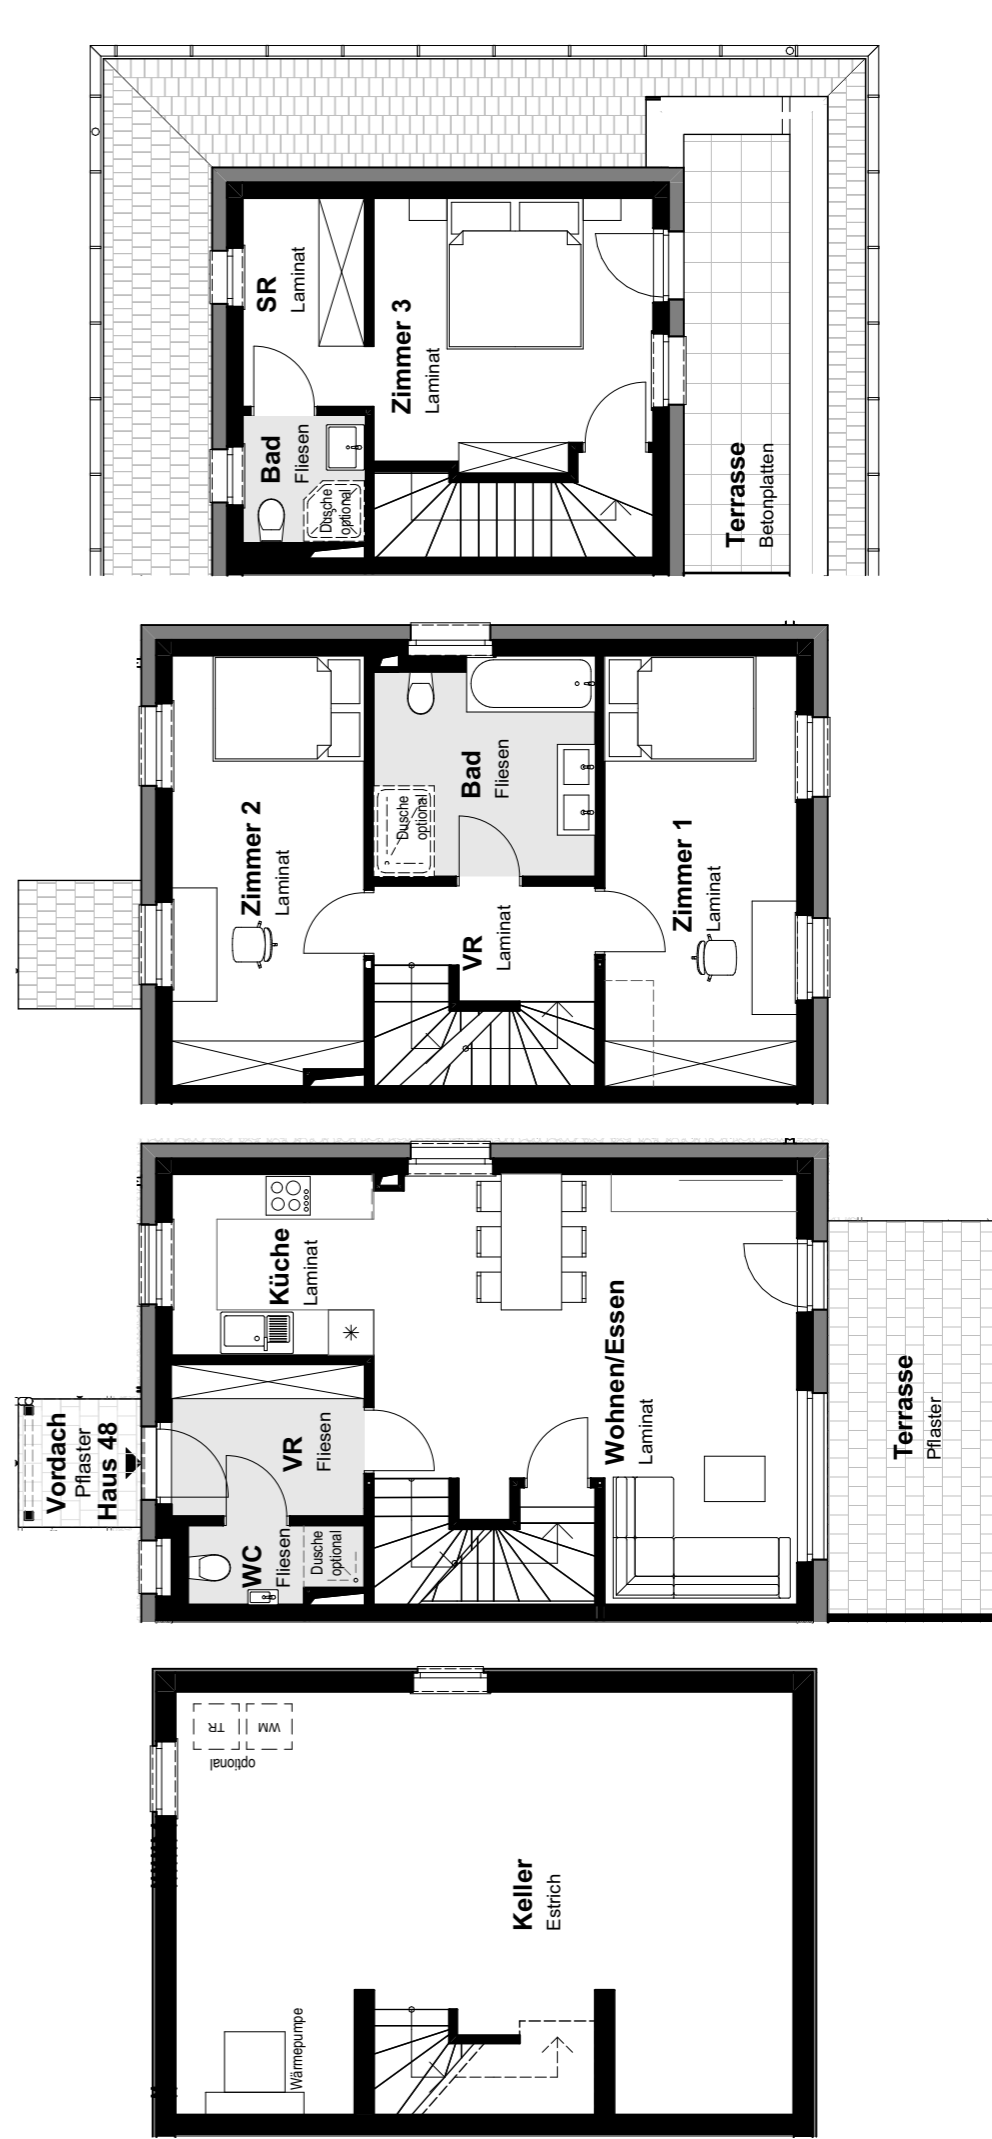 SR
Laminat
Zimmer 3
Laminat
Bad
Fliesen
Dusche
optional
Terrasse
Betonplatten
Zimmer 2
Laminat
Bad
Fliesen
Dusche
optional
Zimmer 1
Laminat
VR
Laminat
Küche
Laminat
Wohnen/Essen
Laminat
VR
Fliesen
WC
Fliesen
Dusche
optional
Vordach
Pflaster
Haus 48
Terrasse
Pflaster
TR
WM
optional
Keller
Estrich
Wärmepumpe